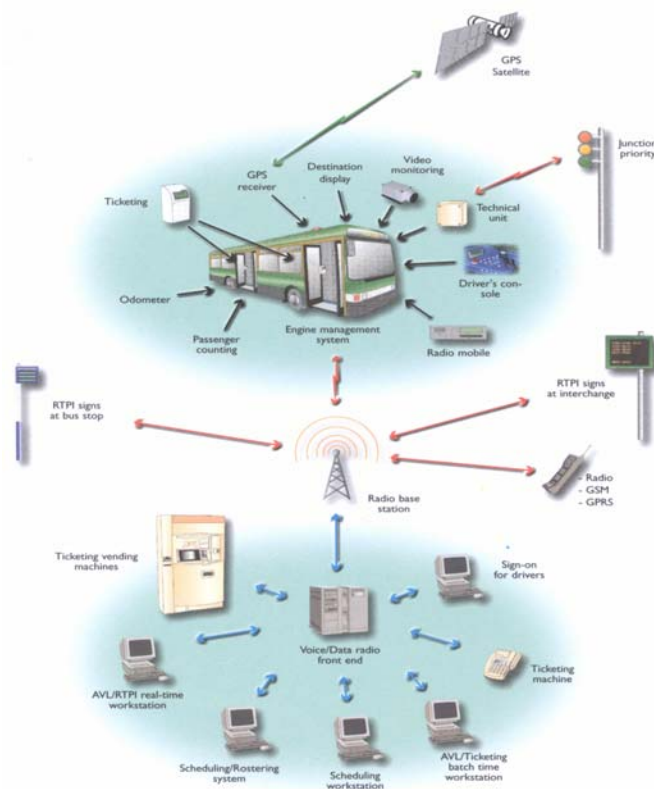 GPS
Satellite
Junction
priority
Video
monitoring
Destination
display
GPS
receiver
Ticketing
Technical
unit
Driver's con-
sole
Odometer
Passenger
counting
Engine management
system
Radio mobile
RTPI signs
at bus stop
RTPI signs
at interchange
- Radio
- GSM
- GPRS
Radio base
station
Ticketing vending
machines
Sign-on
for drivers
Voice/Data radio
front end
Ticketing
machine
AVL/RTPI real-time
workstation
Scheduling/Rostering
system
Scheduling
workstation
AVL/Ticketing
batch time
workstation